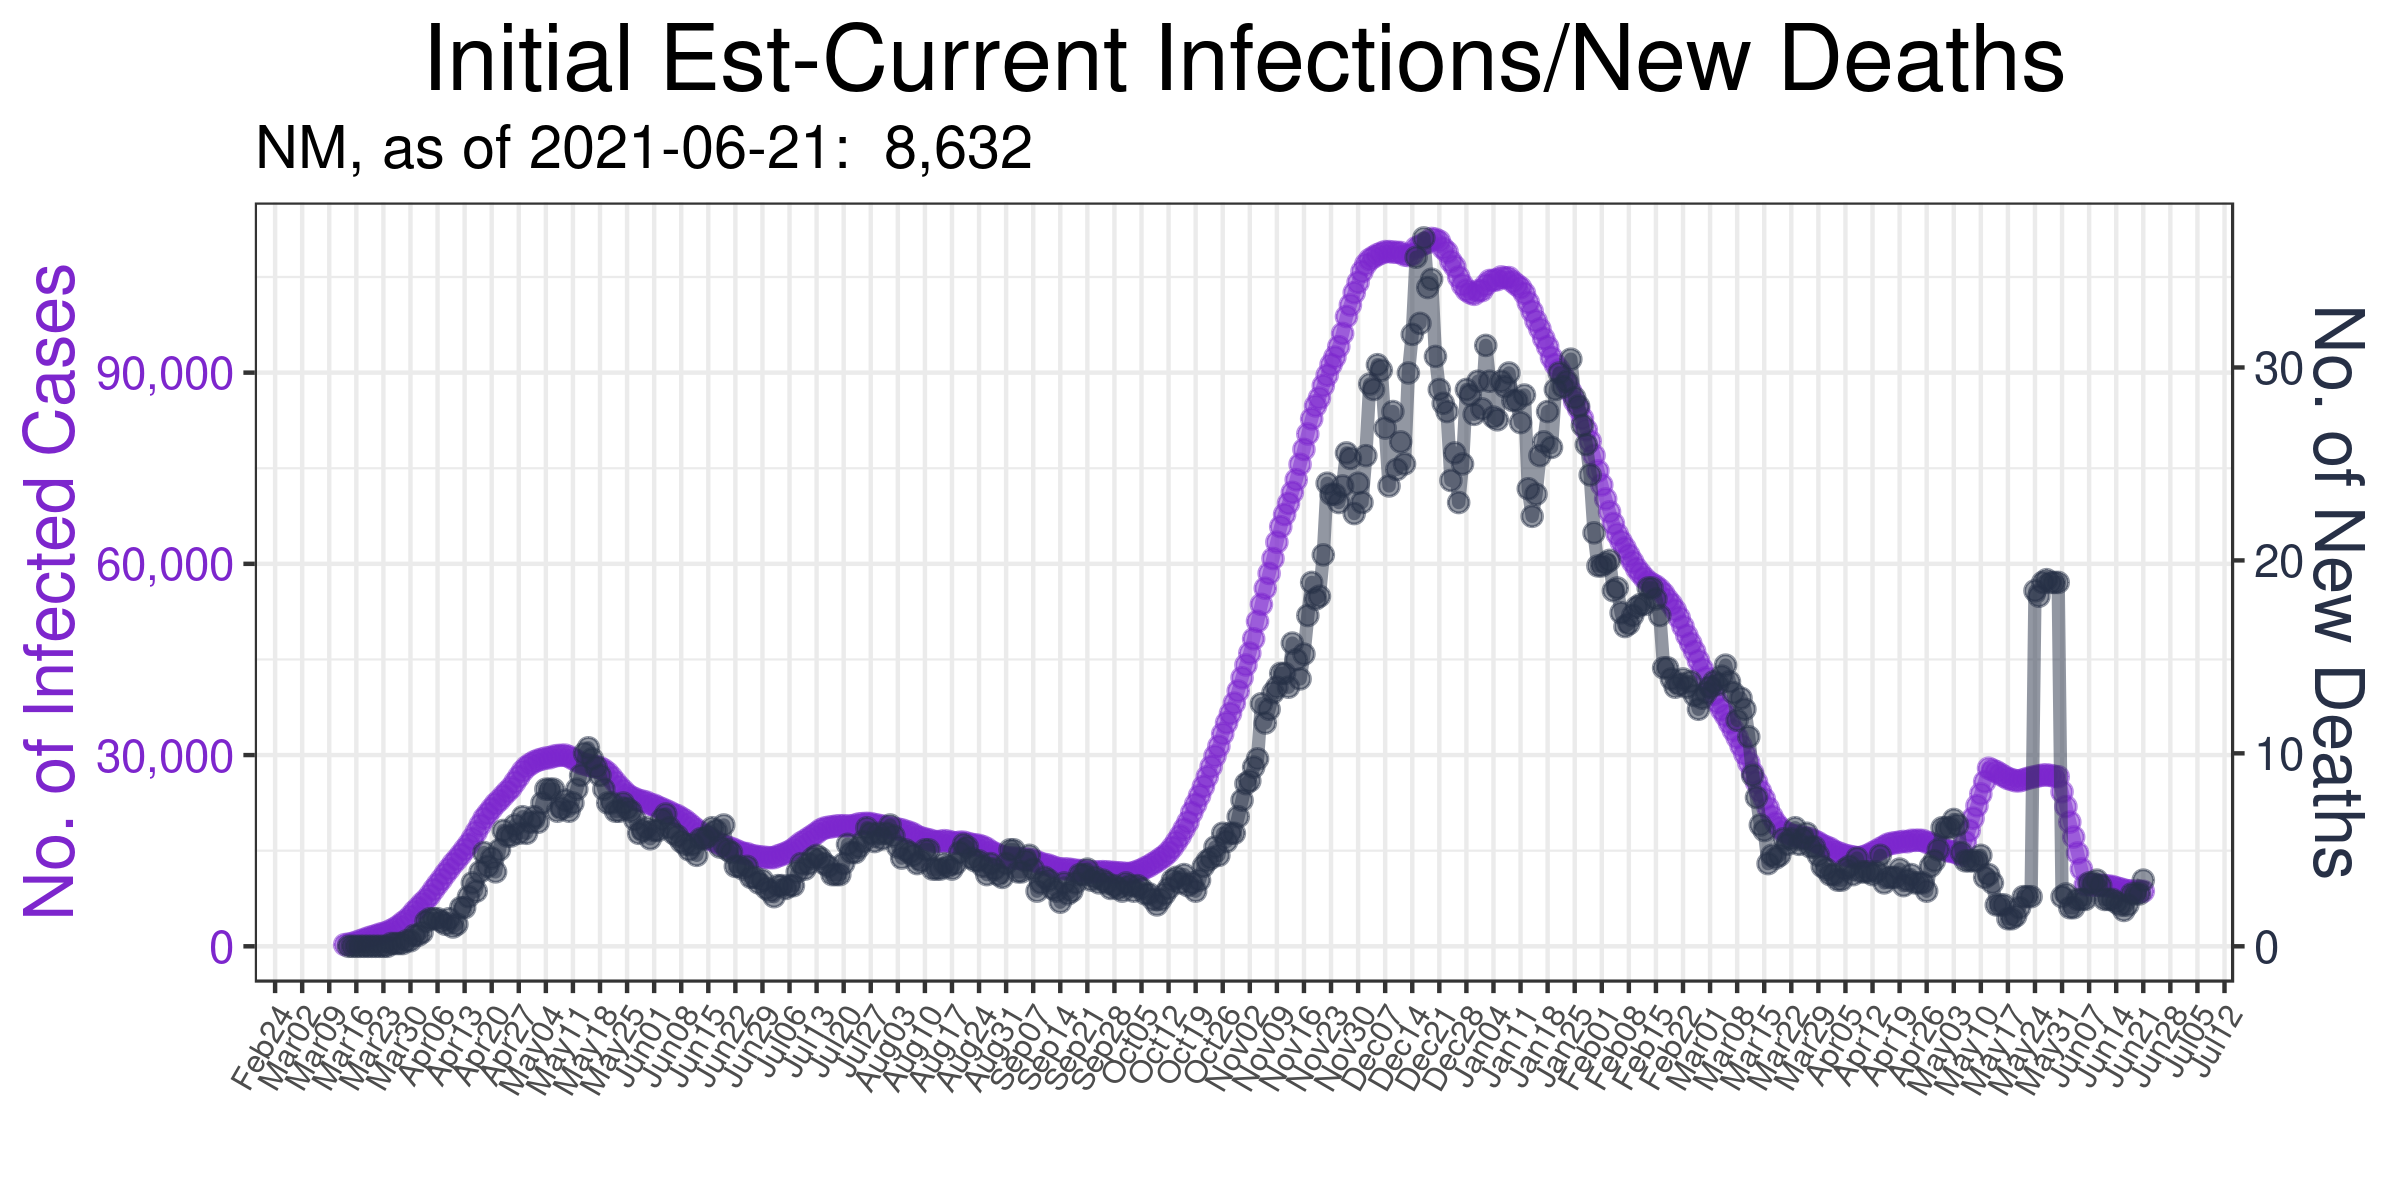 Initial Est-Current Infections/New Deaths
NM, as of 2021-06-21:  8,632
No. of Infected Cases
90,000
60,000
30,000
0
30
20
10
0
No. of New Deaths
Feb24
Mar02
Mar09
Mar16
Mar23
Mar30
Apr06
Apr13
Apr20
Apr27
May04
May11
May18
May25
Jun01
Jun08
Jun15
Jun22
Jun29
Jul06
Jul13
Jul20
Jul27
Aug03
Aug10
Aug17
Aug24
Aug31
Sep07
Sep14
Sep21
Sep28
Oct05
Oct12
Oct19
Oct26
Nov02
Nov09
Nov16
Nov23
Nov30
Dec07
Dec14
Dec21
Dec28
Jan04
Jan11
Jan18
Jan25
Feb01
Feb08
Feb15
Feb22
Mar01
Mar08
Mar15
Mar22
Mar29
Apr05
Apr12
Apr19
Apr26
May03
May10
May17
May24
May31
Jun07
Jun14
Jun21
Jun28
Jul05
Jul12